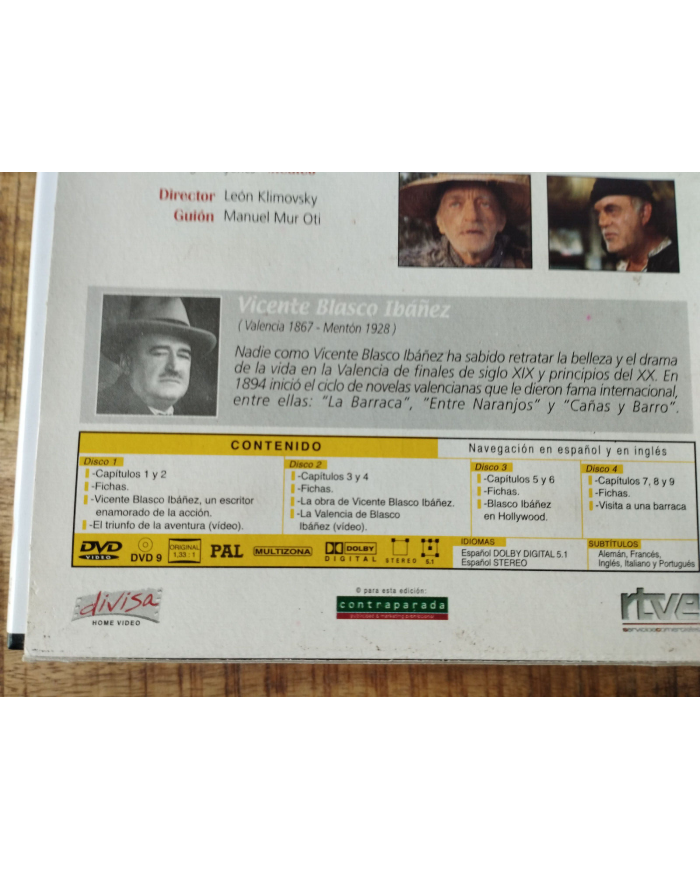 Director León Klimovsky
Guión Manuel Mur Oti
Vicente Blasco Ibáñez
( Valencia 1867 - Mentón 1928 )
Nadie como Vicente Blasco Ibáñez ha sabido retratar la belleza y el drama
de la vida en la Valencia de finales de siglo XIX y principios del XX. En
1894 inició el ciclo de novelas valencianas que le dieron fama internacional,
entre ellas: “La Barraca”, “Entre Naranjos” y “Cañas y Barro”.
CONTENIDO
Navegación en español y en inglés
Disco 1
-Capítulos 1 y 2
-Fichas.
-Vicente Blasco Ibáñez, un escritor
enamorado de la acción.
-El triunfo de la aventura (vídeo).
Disco 2
-Capítulos 3 y 4
-Fichas.
-La obra de Vicente Blasco Ibáñez.
-La Valencia de Blasco
Ibáñez (vídeo).
Disco 3
-Capítulos 5 y 6
-Fichas.
-Blasco Ibáñez
en Hollywood.
Disco 4
-Capítulos 7, 8 y 9
-Fichas.
-Visita a una barraca
DVD
VIDEO
DVD 9
ORIGINAL
1,33 : 1
PAL
MULTIZONA
DOLBY
DIGITAL
STEREO
5.1
IDIOMAS
Español DOLBY DIGITAL 5.1
Español STEREO
SUBTÍTULOS
Alemán, Francés,
Inglés, Italiano y Portugués
divisa
HOME VIDEO
© para esta edición:
contraparada
rtve